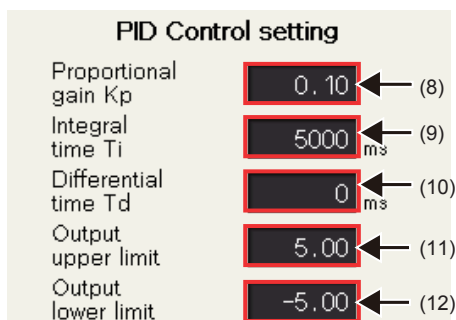 PID Control setting
Proportional
gain Kp
0.10
(8)
Integral
time Ti
5000 ms
(9)
Differential
time Td
0 ms
(10)
Output
upper limit
5.00
(11)
Output
lower limit
-5.00
(12)